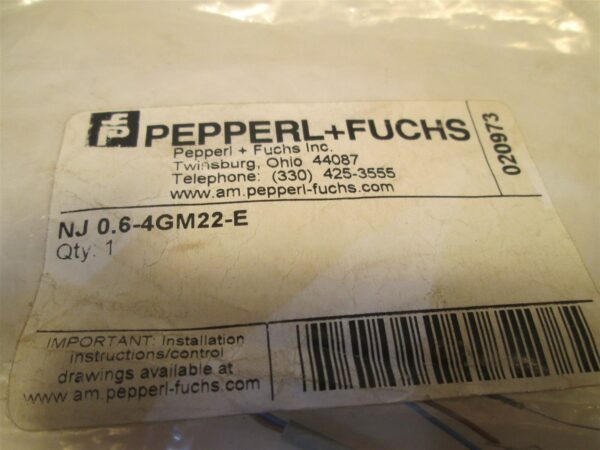 PEPPERL+FUCHS
Pepperl + Fuchs Inc.
Twinsburg, Ohio 44087
Telephone: (330) 425-3555
www.am.pepperl-fuchs.com
020973
NJ 0.6-4GM22-E
Qty: 1
IMPORTANT: Installation
instructions/control
drawings available at
www.am.pepperl-fuchs.com